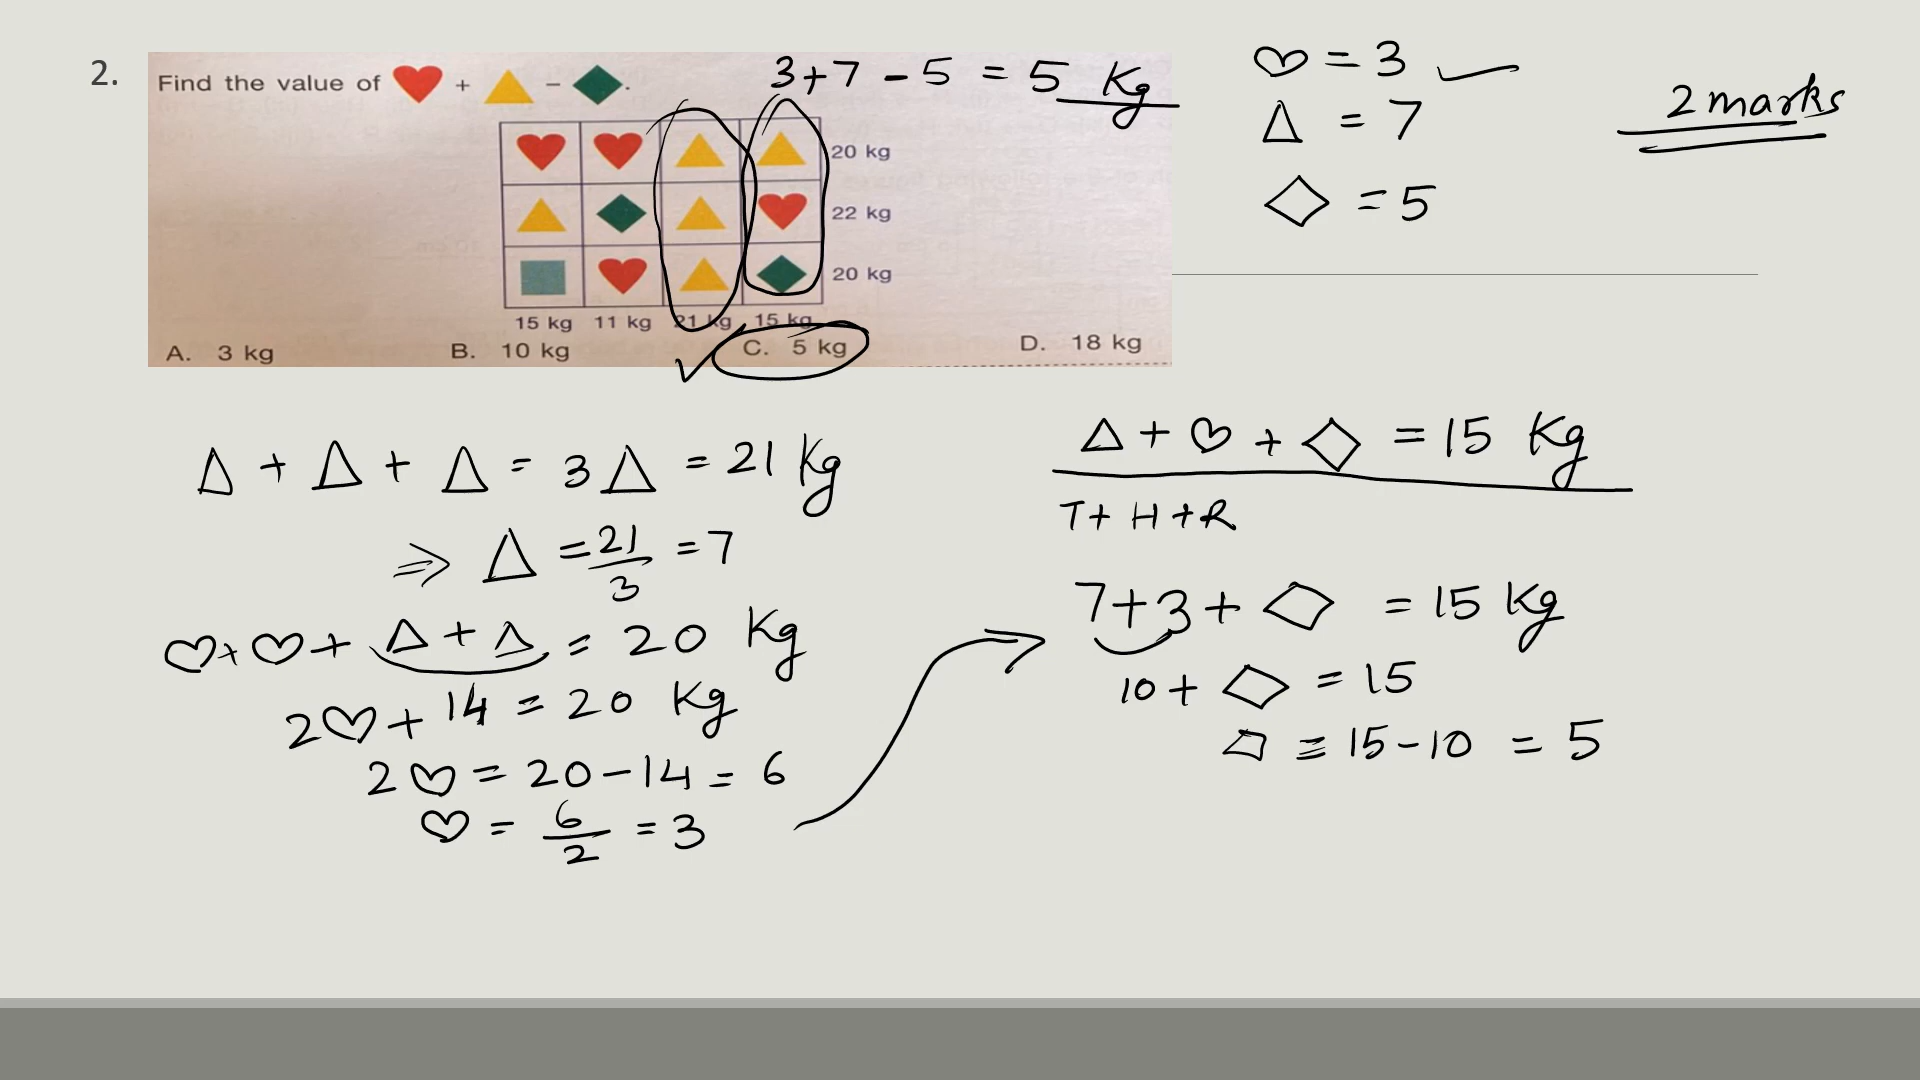 2.
Find the value of ♥ + ▲ − ◆.
3+7 - 5 = 5 Kg
♡ = 3
2 marks
△ = 7
◇ = 5
20 kg
22 kg
20 kg
15 kg 11 kg 21 kg 15 kg
A. 3 kg B. 10 kg C. 5 kg D. 18 kg
△ + △ + △ = 3 △ = 21 Kg
⇒ △ = 21/3 = 7
♡ + ♡ + △ + △ = 20 Kg
2♡ + 14 = 20 Kg
2♡ = 20 - 14 = 6
♡ = 6/2 = 3
△ + ♡ + ◇ = 15 Kg
T+ H+R
7+3+ ◇ = 15 Kg
10 + ◇ = 15
◇ = 15 - 10 = 5